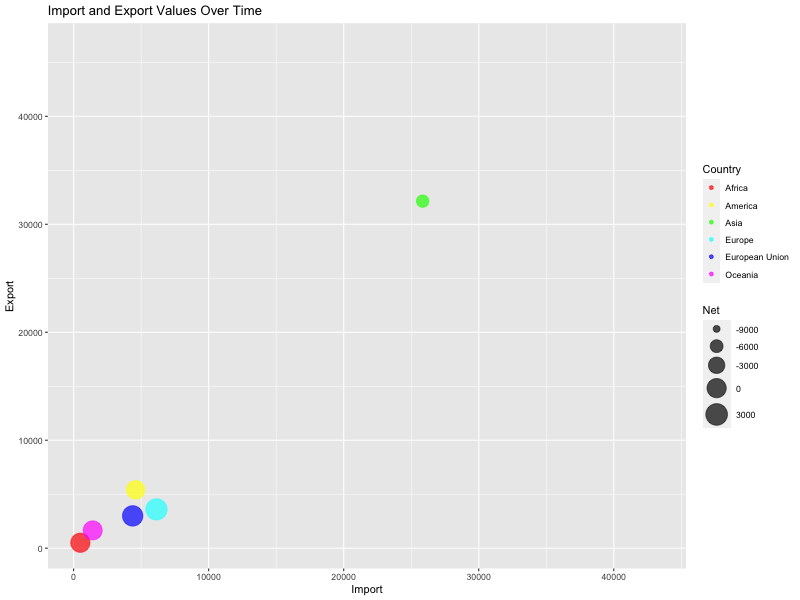 Import and Export Values Over Time
Export
40000
30000
20000
10000
0
0
10000
20000
30000
40000
Import
Country
Africa
America
Asia
Europe
European Union
Oceania
Net
-9000
-6000
-3000
0
3000